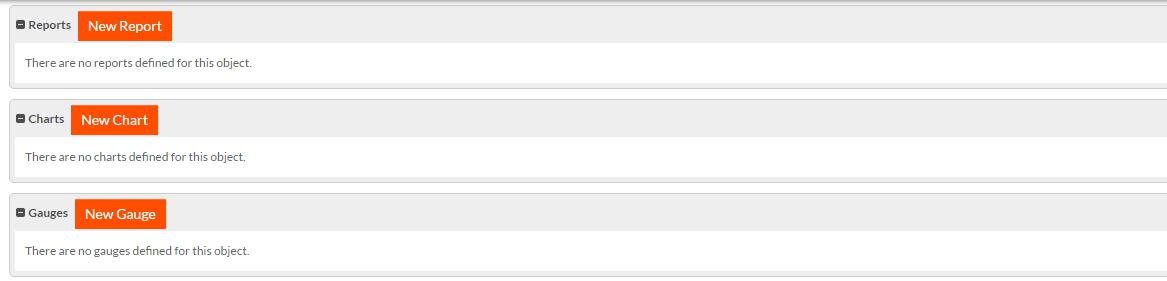 Reports New Report
There are no reports defined for this object.
Charts New Chart
There are no charts defined for this object.
Gauges New Gauge
There are no gauges defined for this object.